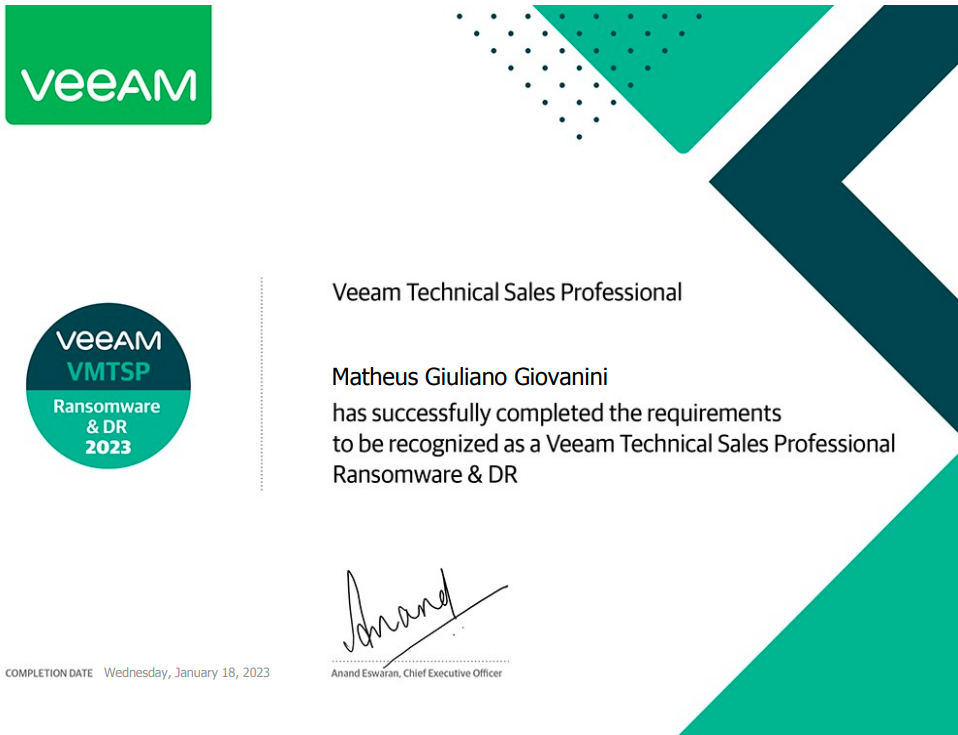 veeAM
Veeam Technical Sales Professional
veeAM
VMTSP
Ransomware
& DR
2023
Matheus Giuliano Giovanini
has successfully completed the requirements
to be recognized as a Veeam Technical Sales Professional
Ransomware & DR
Anand
COMPLETION DATE Wednesday, January 18, 2023
Anand Eswaran, Chief Executive Officer